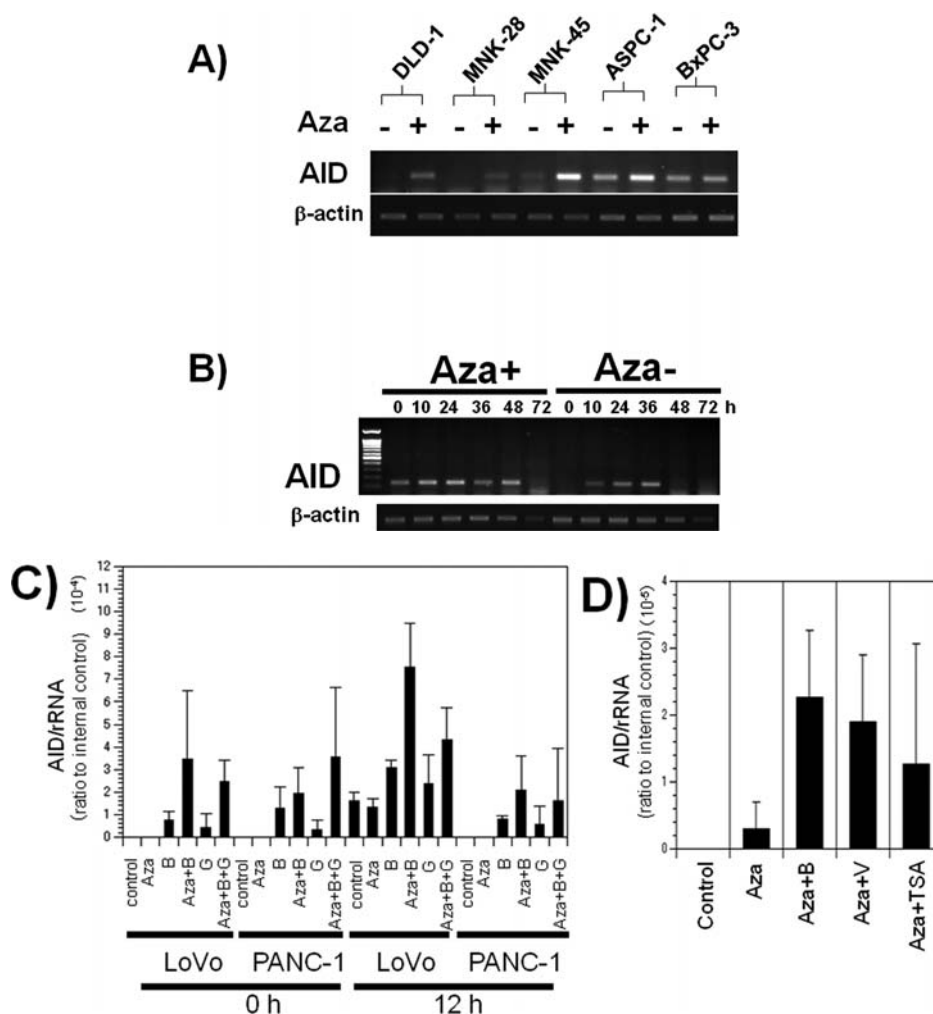 A)
DLD-1 MNK-28 MNK-45 ASPC-1 BxPC-3
Aza - + - + - + - + - +
AID
β-actin
B)
Aza+ Aza-
0 10 24 36 48 72 0 10 24 36 48 72 h
AID
β-actin
C)
AID/rRNA
(ratio to internal control) (10⁻⁴)
12
11
10
9
8
7
6
5
4
3
2
1
0
control Aza B Aza+B G Aza+B+G control Aza B Aza+B G Aza+B+G control Aza B Aza+B G Aza+B+G control Aza B Aza+B G Aza+B+G
LoVo PANC-1 LoVo PANC-1
0 h 12 h
D)
AID/rRNA
(ratio to internal control) (10⁻⁵)
4
3
2
1
0
Control Aza Aza+B Aza+V Aza+TSA